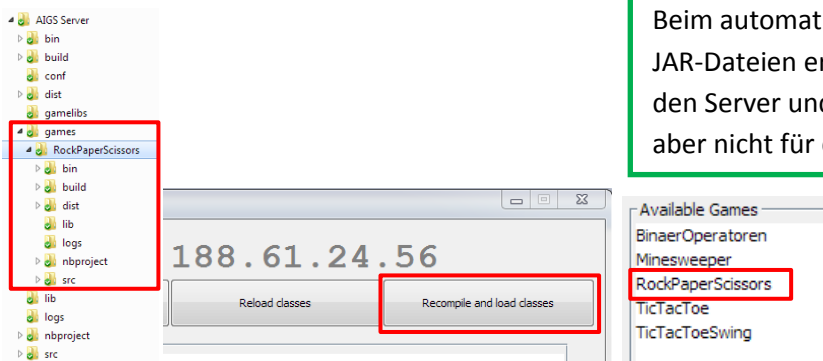 AIGS Server
bin
build
conf
dist
gamelibs
games
RockPaperScissors
bin
build
dist
lib
logs
nbproject
src
lib
logs
nbproject
src
188.61.24.56
Reload classes
Recompile and load classes
Beim automat
JAR-Dateien er
den Server und
aber nicht für
Available Games
BinaerOperatoren
Minesweeper
RockPaperScissors
TicTacToe
TicTacToeSwing